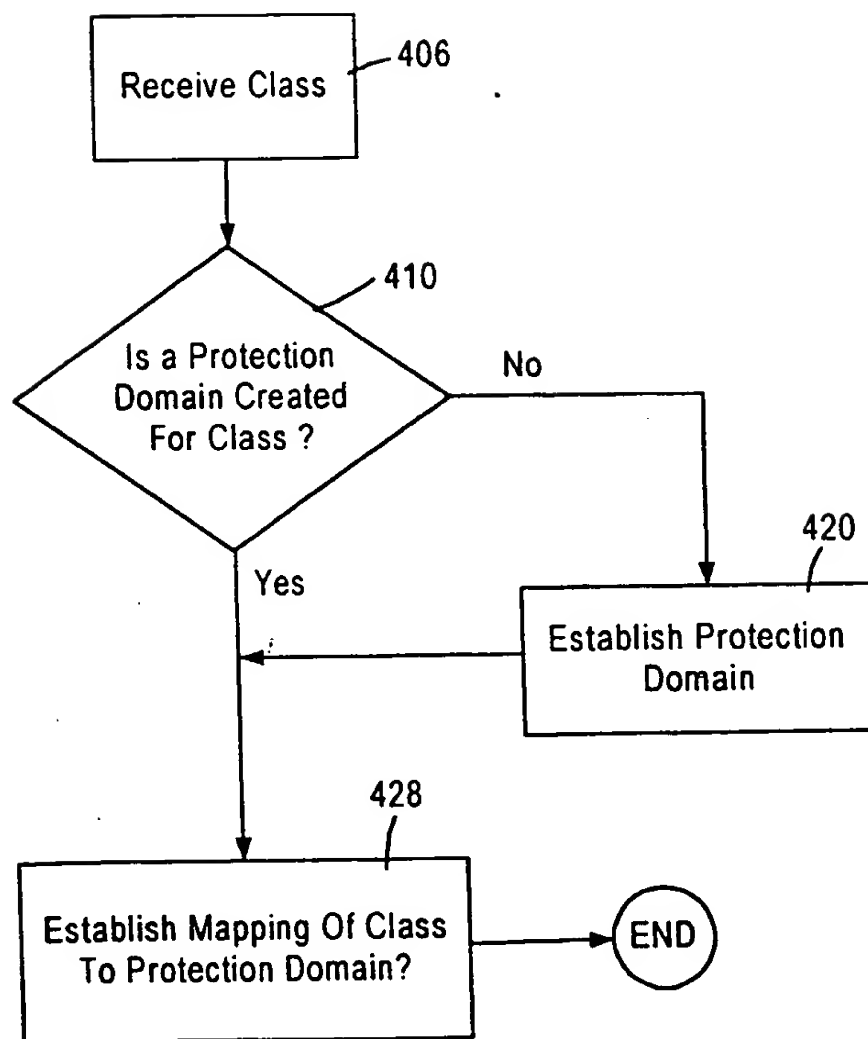 406
Receive Class
410
Is a Protection
Domain Created
For Class ?
No
Yes
420
Establish Protection
Domain
428
Establish Mapping Of Class
To Protection Domain?
END